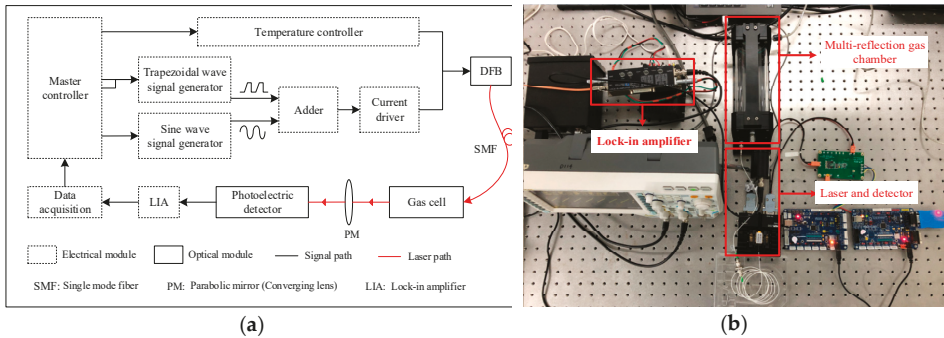 Temperature controller
Master
controller
Trapezoidal wave
signal generator
Sine wave
signal generator
Adder
Current
driver
DFB
SMF
Data
acquisition
LIA
Photoelectric
detector
PM
Gas cell
Electrical module
Optical module
Signal path
Laser path
SMF: Single mode fiber
PM: Parabolic mirror (Converging lens)
LIA: Lock-in amplifier
(a)
Multi-reflection gas
chamber
Lock-in amplifier
Laser and detector
(b)